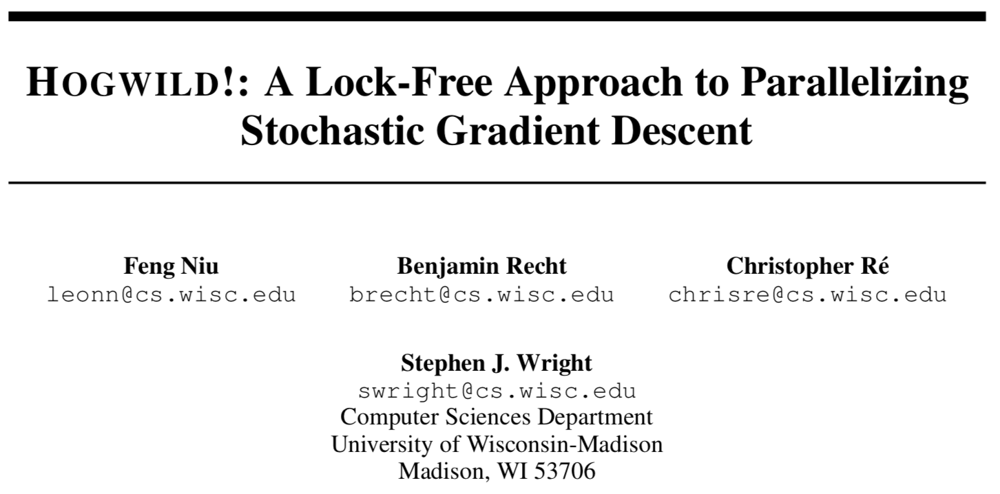 HOGWILD!: A Lock-Free Approach to Parallelizing
Stochastic Gradient Descent
Feng Niu
leonn@cs.wisc.edu
Benjamin Recht
brecht@cs.wisc.edu
Christopher Ré
chrisre@cs.wisc.edu
Stephen J. Wright
swright@cs.wisc.edu
Computer Sciences Department
University of Wisconsin-Madison
Madison, WI 53706